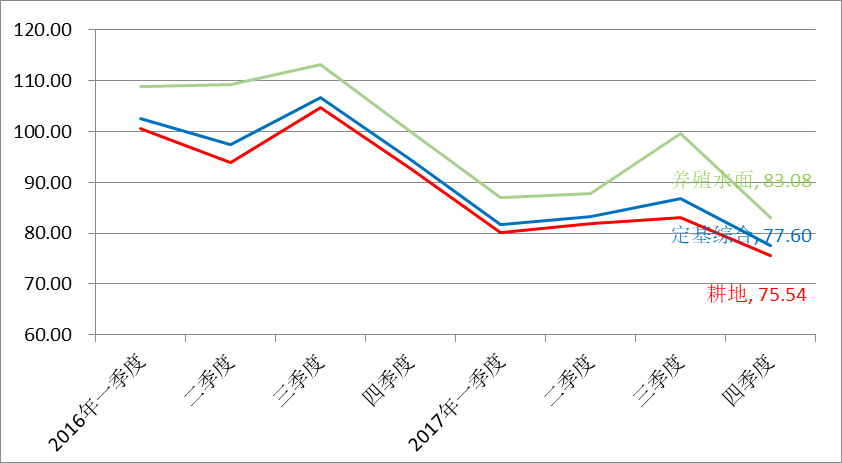 120.00
110.00
100.00
90.00
80.00
70.00
60.00
养殖水面, 83.08
定基综合, 77.60
耕地, 75.54
2016年一季度
二季度
三季度
四季度
2017年一季度
二季度
三季度
四季度